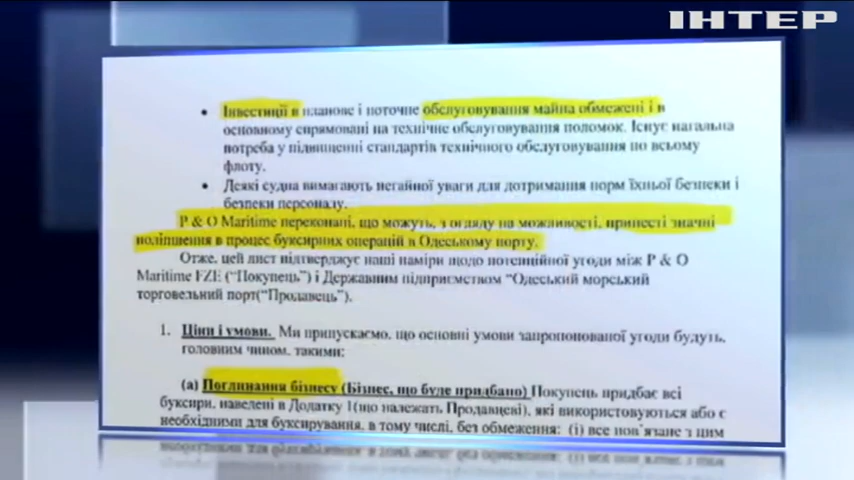 ІНТЕР
• Інвестиції в планове і поточне обслуговування майна обмежені і в
основному спрямовані на технічне обслуговування поломок. Існує нагальна
потреба у підвищенні стандартів технічного обслуговування по всьому
флоту.
• Деякі судна вимагають негайної уваги для дотримання норм їхньої безпеки і
безпеки персоналу.
P & O Maritime переконані, що можуть, з огляду на можливості, принести значні
поліпшення в процес буксирних операцій в Одеському порту.
Отже, цей лист підтверджує наші наміри щодо потенційної угоди між P & O
Maritime FZE ("Покупець") і Державним підприємством "Одеський морський
торговельний порт("Продавець").
1. Ціни і умови. Ми припускаємо, що основні умови запропонованої угоди будуть,
головним чином, такими:
(а) Поглинання бізнесу (Бізнес, що буде придбано) Покупець придбає всі
буксири, наведені в Додатку 1(що належать Продавцеві), які використовуються або є
необхідними для буксирування, в тому числі, без обмеження: (i) все пов'язане з цим